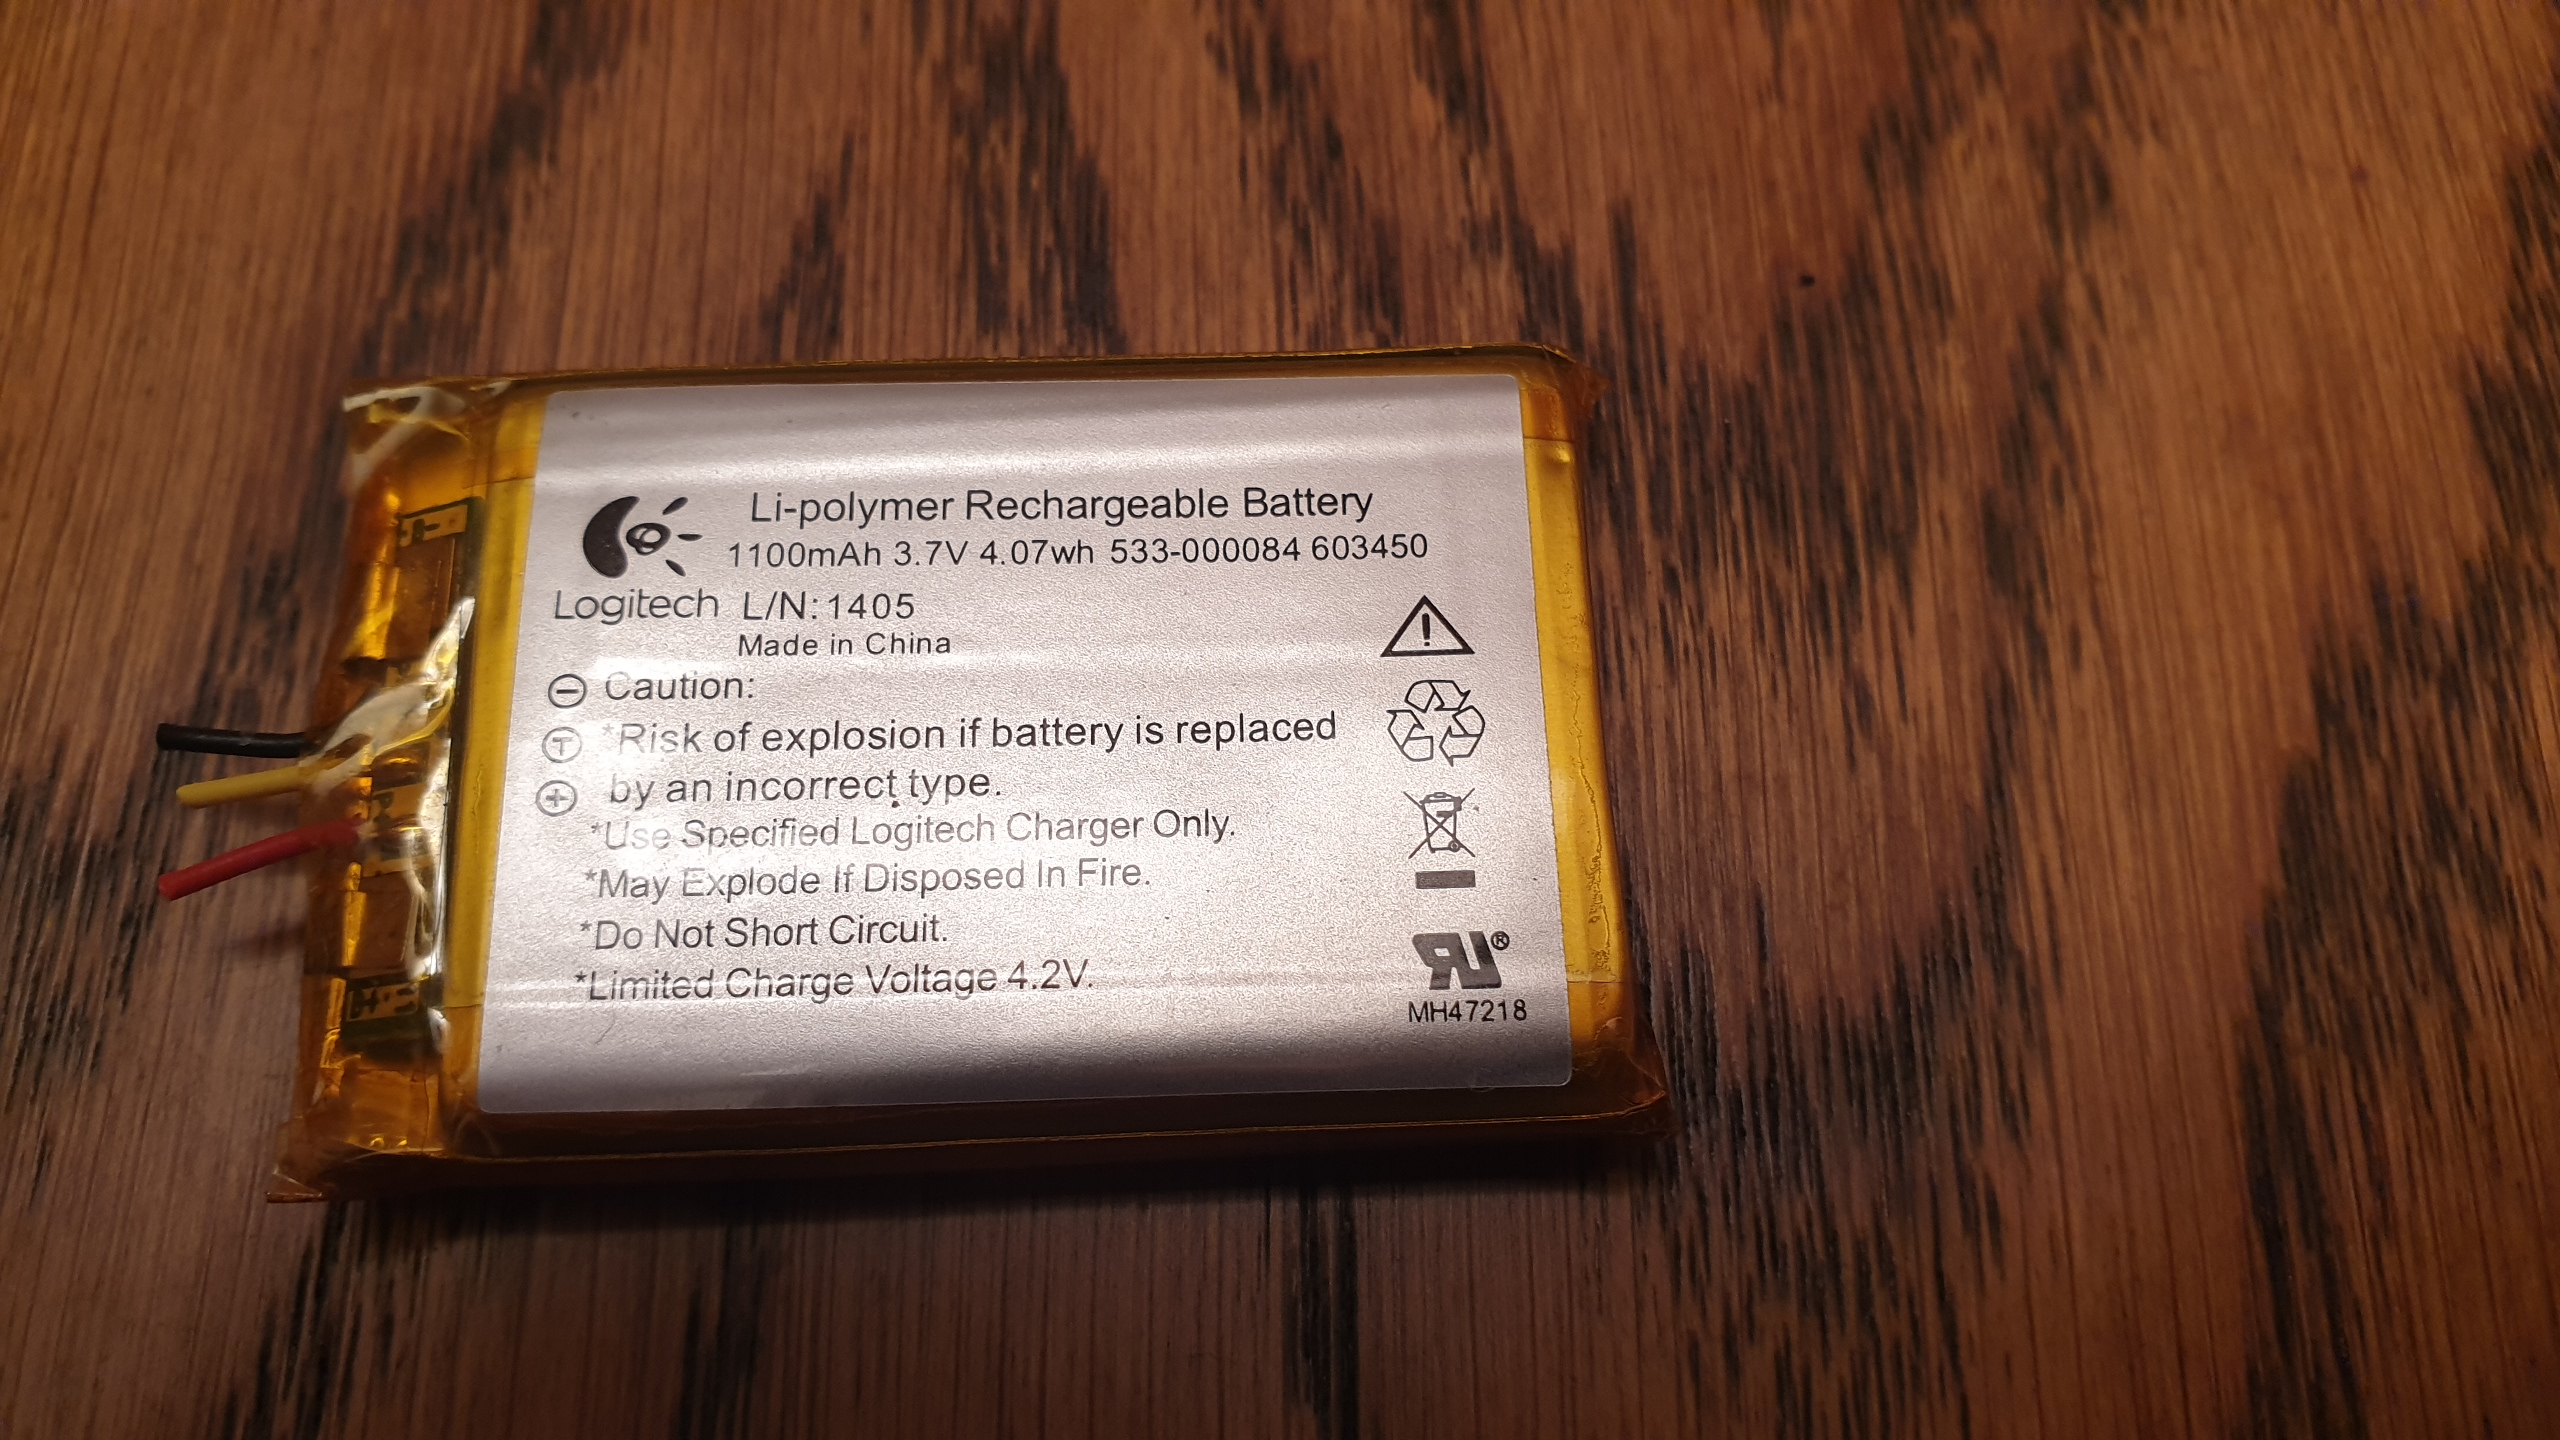 Li-polymer Rechargeable Battery
1100mAh 3.7V 4.07wh 533-000084 603450
Logitech L/N:1405
Made in China
⊖ Caution:
Ⓣ *Risk of explosion if battery is replaced
⊕ by an incorrect type.
*Use Specified Logitech Charger Only.
*May Explode If Disposed In Fire.
*Do Not Short Circuit.
*Limited Charge Voltage 4.2V.
MH47218